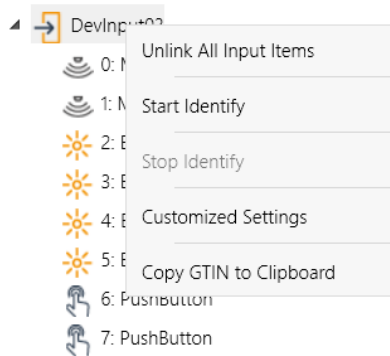 DevInput02
Unlink All Input Items
0:
1:
Start Identify
2:
Stop Identify
3:
4:
Customized Settings
5:
Copy GTIN to Clipboard
6: PushButton
7: PushButton